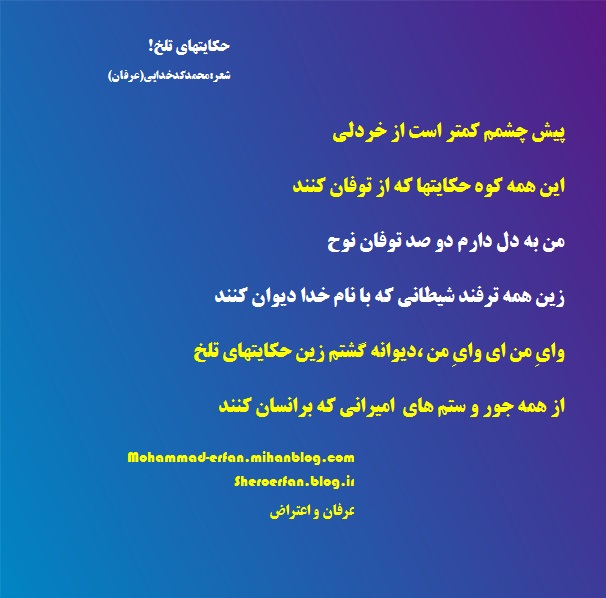 حکایتهای تلخ!
شعر:محمدکدخدایی(عرفان)
پیش چشمم کمتر است از خردلی
این همه کوه حکایتها که از توفان کنند
من به دل دارم دو صد توفان نوح
زین همه ترفند شیطانی که با نام خدا دیوان کنند
وایِ من ای وایِ من ،دیوانه گشتم زین حکایتهای تلخ
از همه جور و ستم های امیرانی که برانسان کنند
Mohammad-erfan.mihanblog.com
Sheroerfan.blog.ir
عرفان و اعتراض